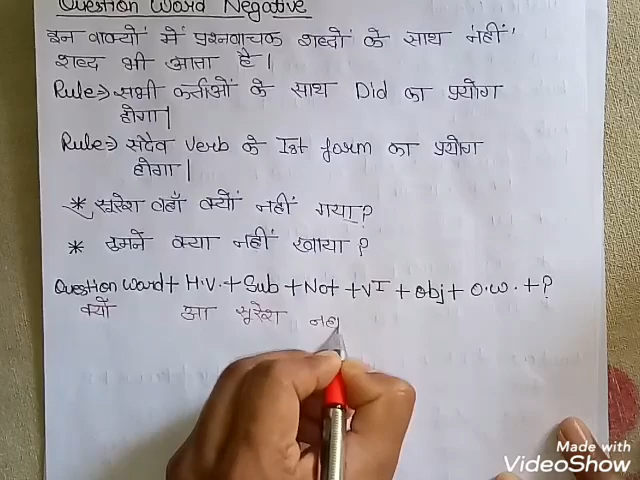 Question Word Negative
इन वाक्यों में प्रश्नवाचक शब्दों के साथ 'नहीं'
शब्द भी आता है।
Rule⇒ सभी कर्त्ताओं के साथ Did का प्रयोग
होगा।
Rule⇒ सदैव Verb के Ist form का प्रयोग
होगा।
* सुरेश वहाँ क्यों नहीं गया?
* तुमने क्या नहीं खाया?
Question Word + H.V. + Sub + Not + VI + Obj + O.W. + ?
क्यों आ सुरेश नहा
Made with
VideoShow